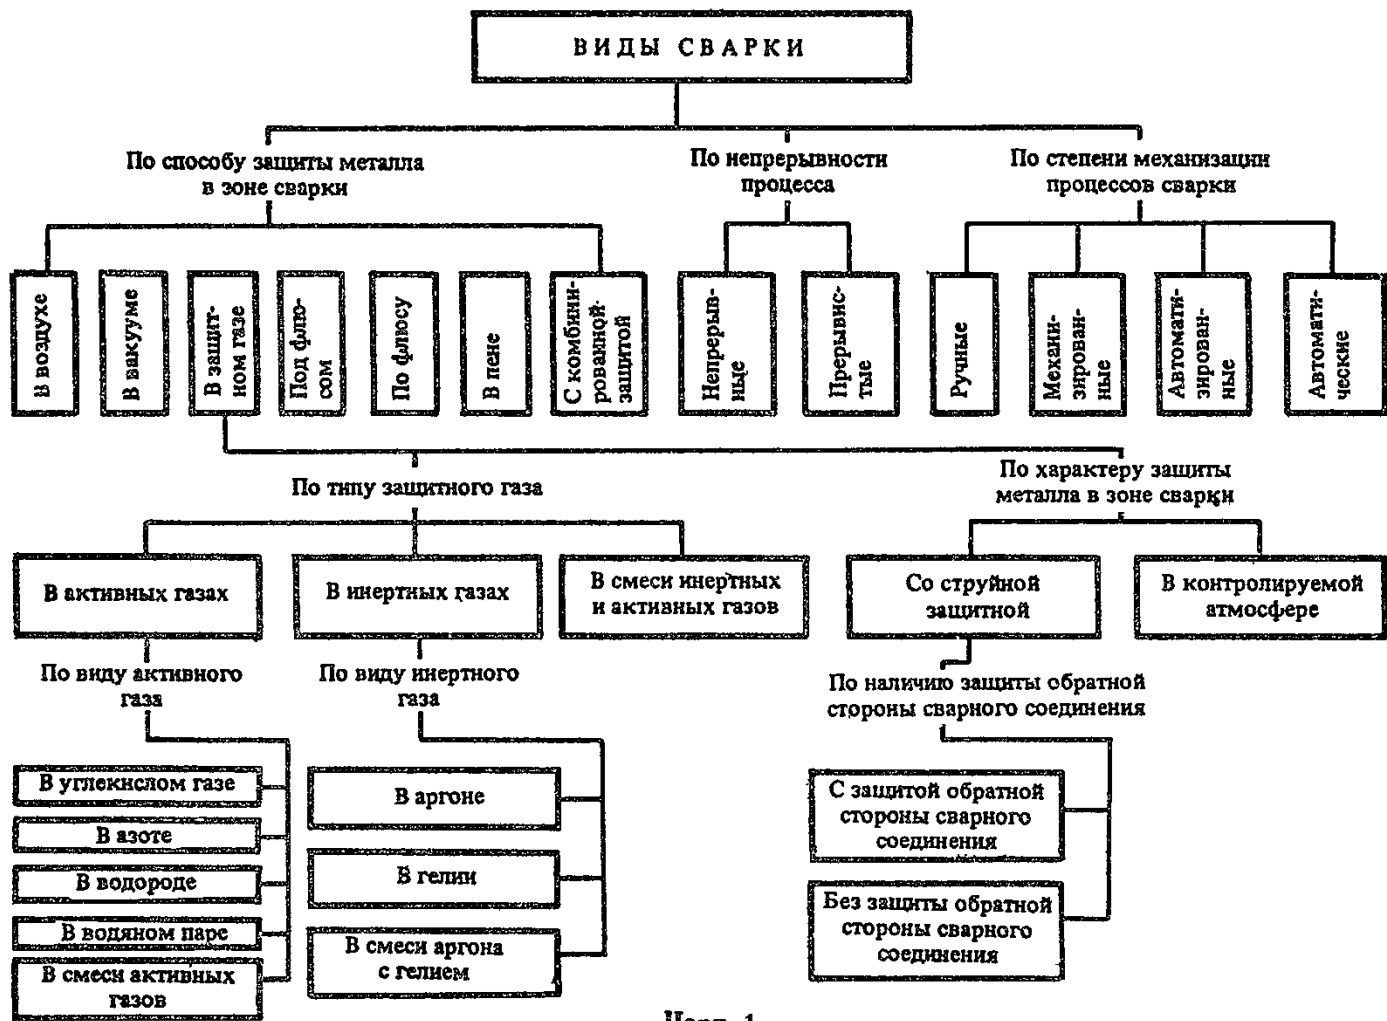 ВИДЫ СВАРКИ
По способу защиты металла
в зоне сварки
По непрерывности
процесса
По степени механизации
процессов сварки
В воздухе
В вакууме
В защит-
ном газе
Под флю-
сом
По флюсу
В пене
С комбини-
рованной
защитой
Непрерыв-
ные
Прерывис-
тые
Ручные
Механи-
зирован-
ные
Автомати-
зирован-
ные
Автомати-
ческие
По типу защитного газа
По характеру защиты
металла в зоне сварки
В активных газах
В инертных газах
В смеси инертных
и активных газов
Со струйной
защитной
В контролируемой
атмосфере
По виду активного
газа
По виду инертного
газа
По наличию защиты обратной
стороны сварного соединения
В углекислом газе
В азоте
В водороде
В водяном паре
В смеси активных
газов
В аргоне
В гелии
В смеси аргона
с гелием
С защитой обратной
стороны сварного
соединения
Без защиты обратной
стороны сварного
соединения